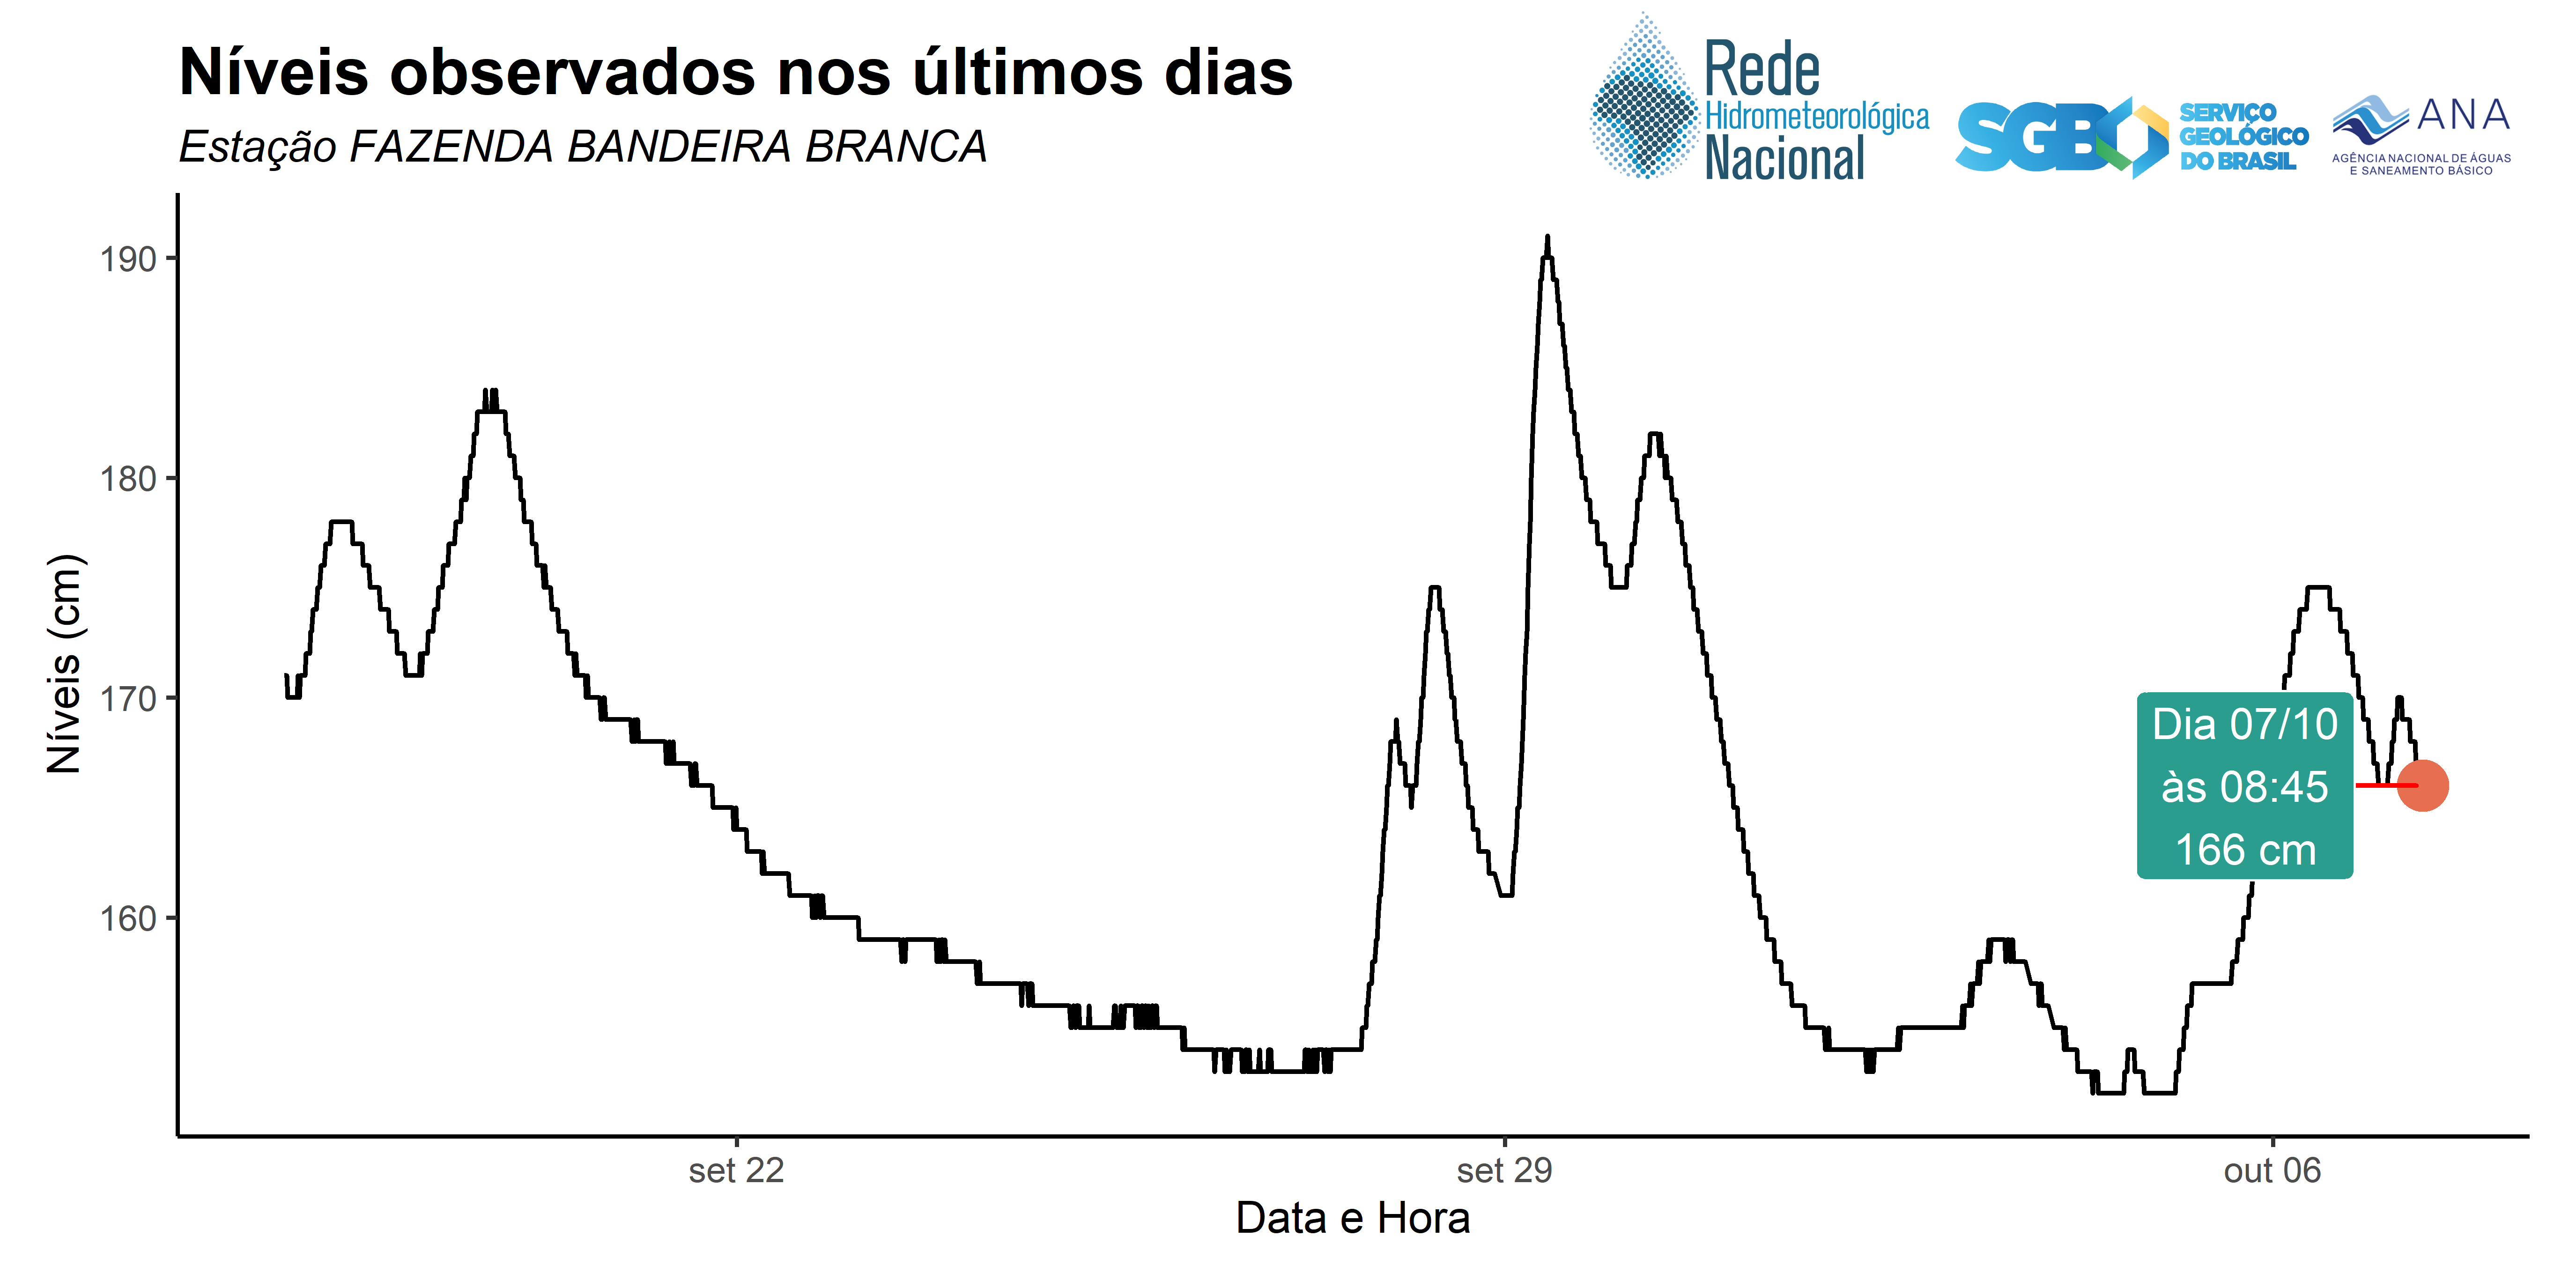 Níveis observados nos últimos dias
Estação FAZENDA BANDEIRA BRANCA
Rede
Hidrometeorológica
Nacional
SGB
SERVIÇO
GEOLÓGICO
DO BRASIL
ANA
AGÊNCIA NACIONAL DE ÁGUAS
E SANEAMENTO BÁSICO
Níveis (cm)
190
180
170
160
Dia 07/10
às 08:45
166 cm
set 22
set 29
out 06
Data e Hora